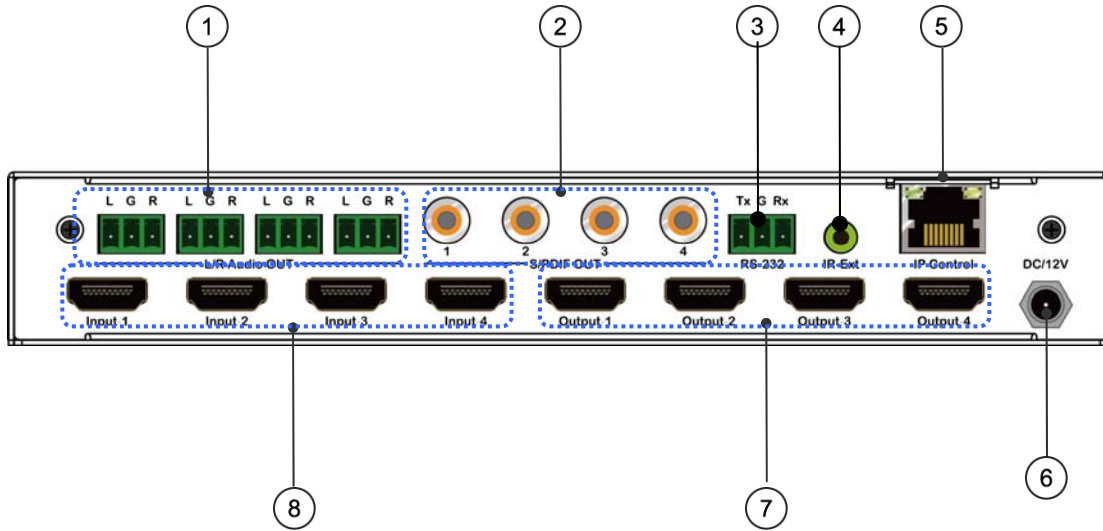 1 2 3 4 5
L G R L G R L G R L G R Tx G Rx
1 2 3 4
L/R Audio OUT S/PDIF OUT RS-232 IR Ext IP-Control DC/12V
Input 1 Input 2 Input 3 Input 4 Output 1 Output 2 Output 3 Output 4
6
8 7